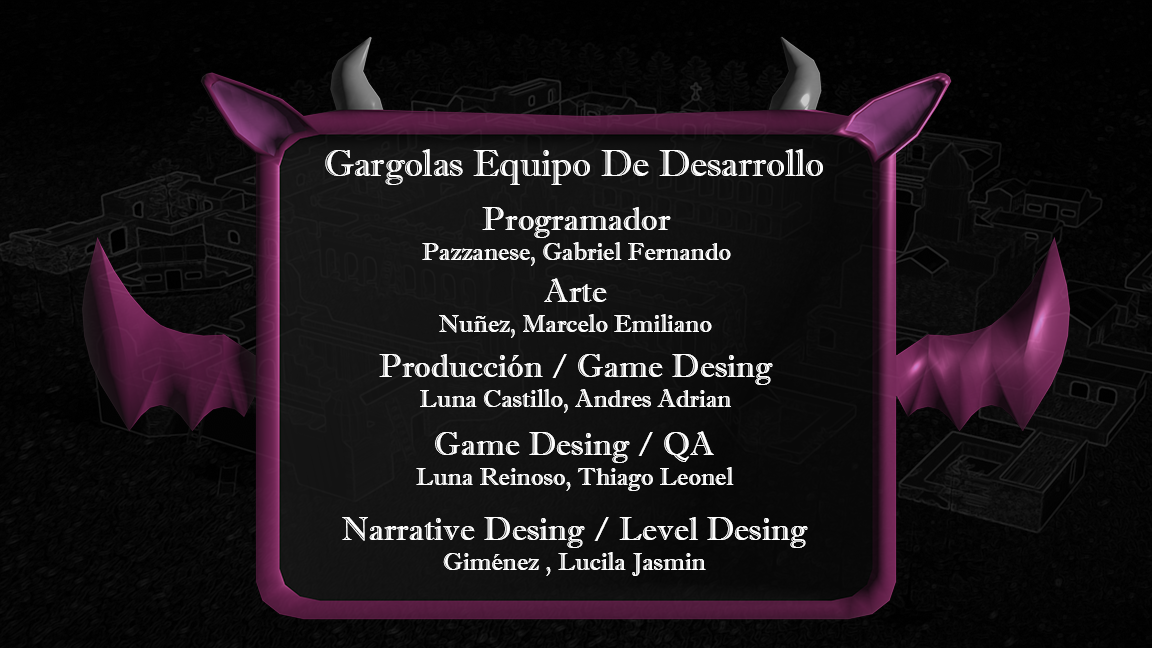 Gargolas Equipo De Desarrollo
Programador
Pazzanese, Gabriel Fernando
Arte
Nuñez, Marcelo Emiliano
Producción / Game Desing
Luna Castillo, Andres Adrian
Game Desing / QA
Luna Reinoso, Thiago Leonel
Narrative Desing / Level Desing
Giménez , Lucila Jasmin